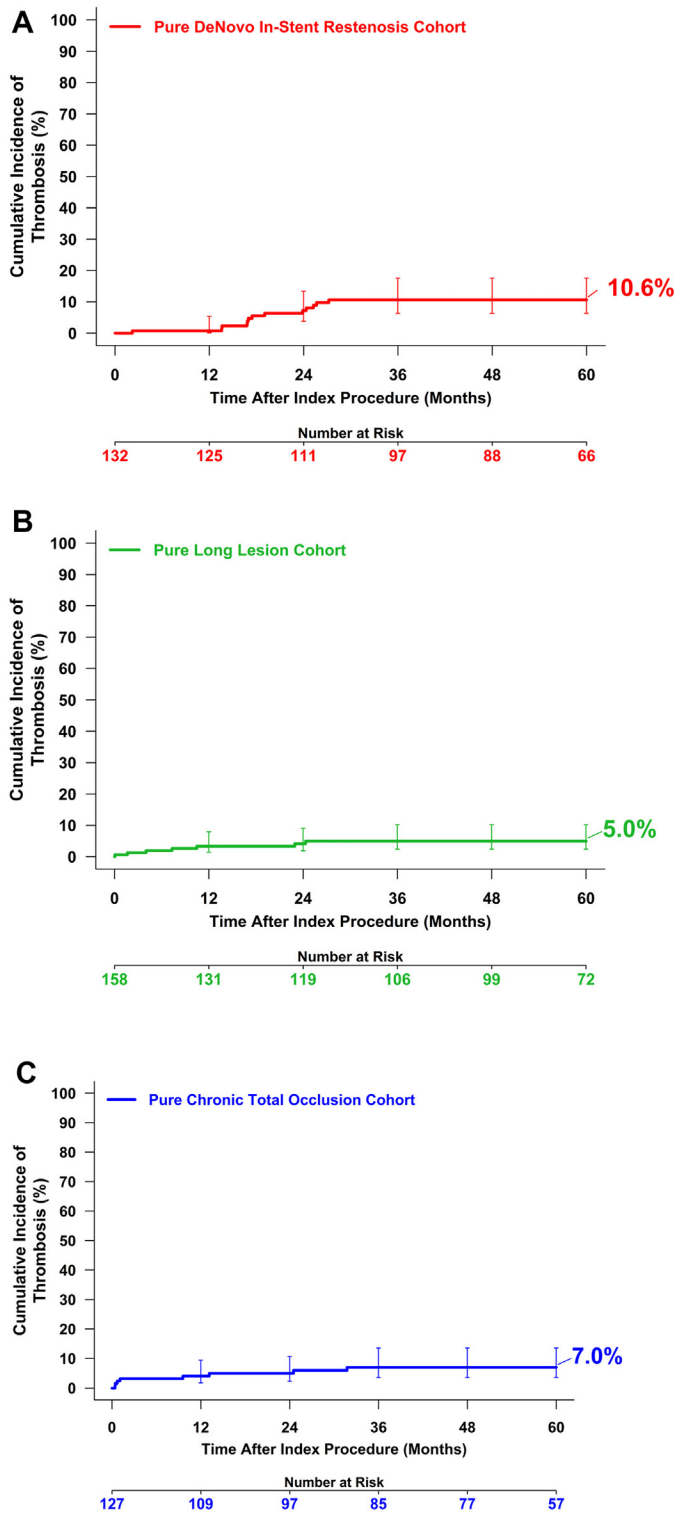 A
Pure DeNovo In-Stent Restenosis Cohort
Cumulative Incidence of
Thrombosis (%)
100
90
80
70
60
50
40
30
20
10
0
10.6%
0 12 24 36 48 60
Time After Index Procedure (Months)
Number at Risk
132 125 111 97 88 66
B
Pure Long Lesion Cohort
Cumulative Incidence of
Thrombosis (%)
100
90
80
70
60
50
40
30
20
10
0
5.0%
0 12 24 36 48 60
Time After Index Procedure (Months)
Number at Risk
158 131 119 106 99 72
C
Pure Chronic Total Occlusion Cohort
Cumulative Incidence of
Thrombosis (%)
100
90
80
70
60
50
40
30
20
10
0
7.0%
0 12 24 36 48 60
Time After Index Procedure (Months)
Number at Risk
127 109 97 85 77 57